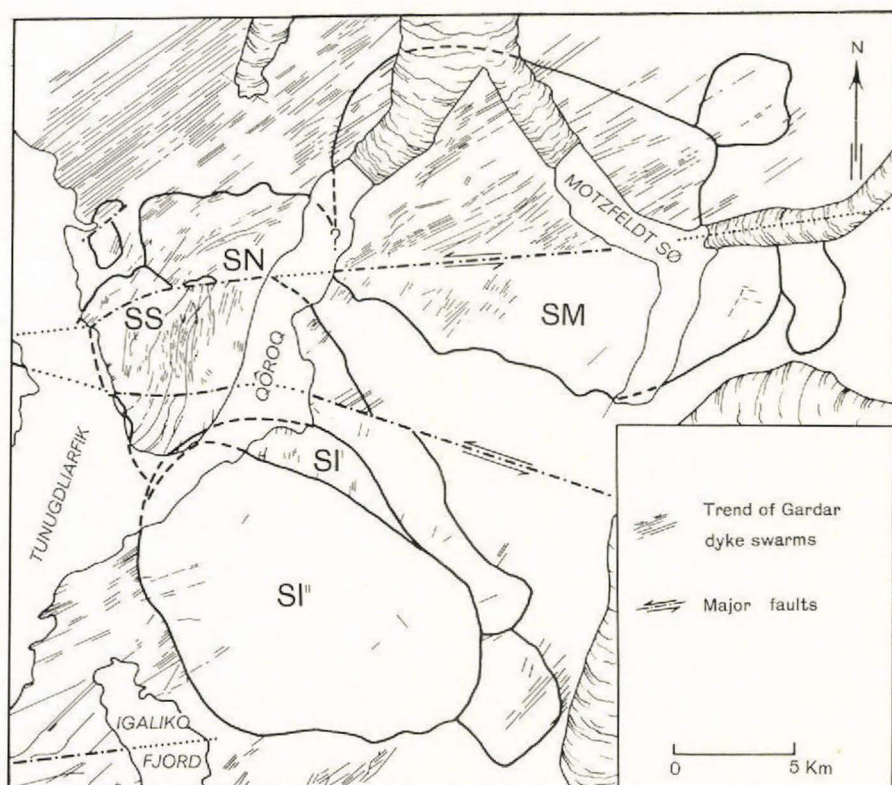 N
MOTZFELDT SØ
SN
SS
SM
QÔROQ
SI'
TUNUGDLIARFIK
SI"
Trend of Gardar
dyke swarms
Major faults
IGALIKO
FJORD
0 5 Km
?